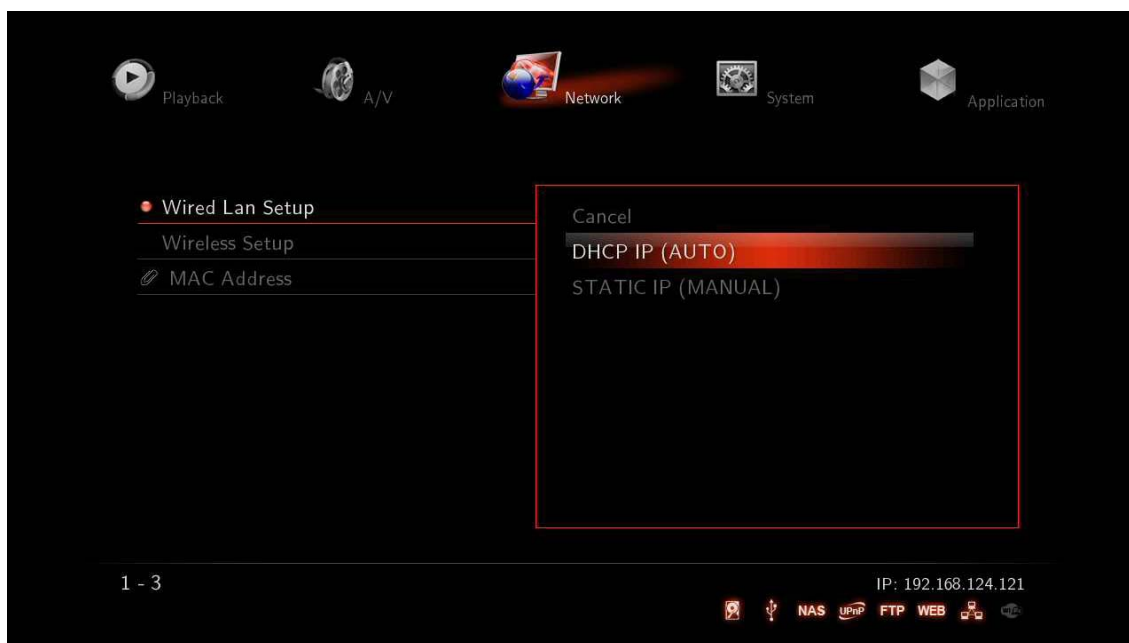 Playback
A/V
Network
System
Application
Wired Lan Setup
Wireless Setup
MAC Address
Cancel
DHCP IP (AUTO)
STATIC IP (MANUAL)
1 - 3
IP: 192.168.124.121
NAS UPnP FTP WEB